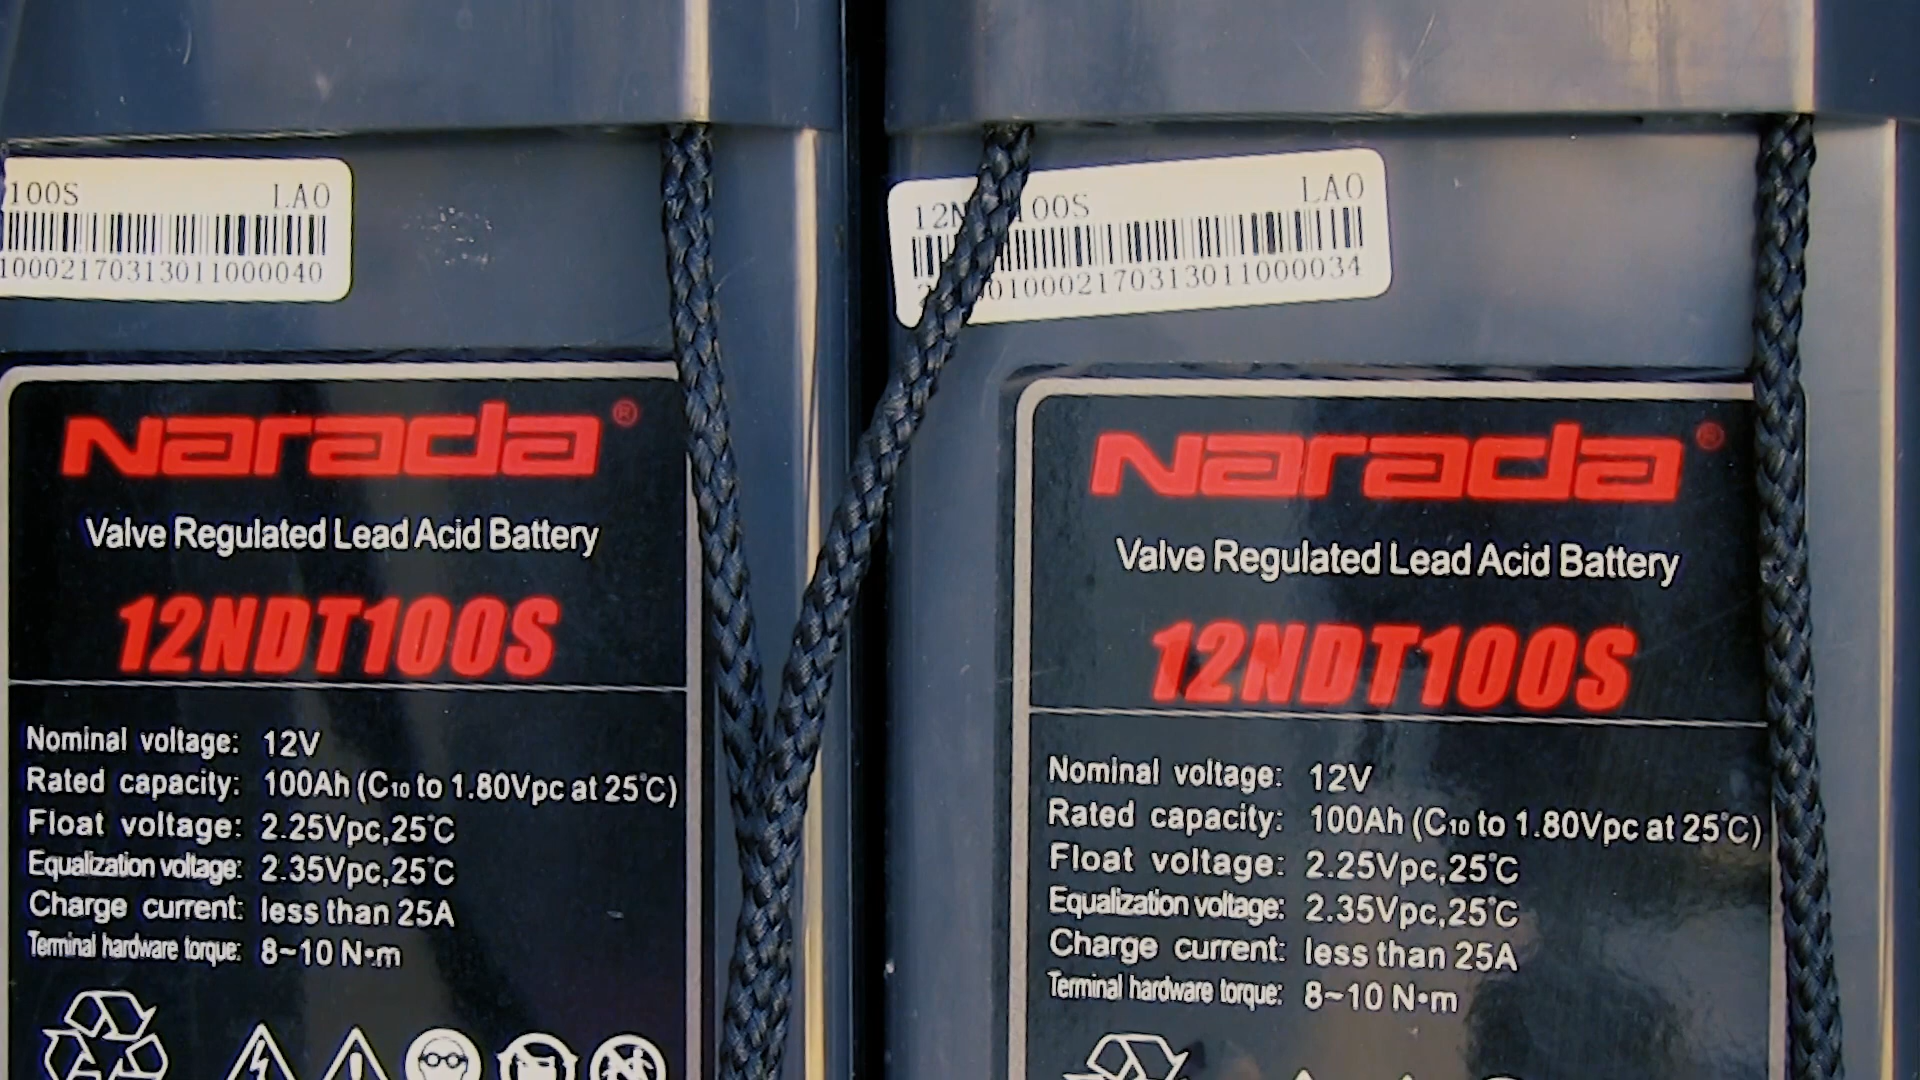 100S LAO
10002170313011000040
Narada®
Valve Regulated Lead Acid Battery
12NDT100S
Nominal voltage: 12V
Rated capacity: 100Ah (C10 to 1.80Vpc at 25℃)
Float voltage: 2.25Vpc,25℃
Equalization voltage: 2.35Vpc,25℃
Charge current: less than 25A
Terminal hardware torque: 8~10 N•m
12N 100S LAO
010002170313011000034
Narada®
Valve Regulated Lead Acid Battery
12NDT100S
Nominal voltage: 12V
Rated capacity: 100Ah (C10 to 1.80Vpc at 25℃)
Float voltage: 2.25Vpc,25℃
Equalization voltage: 2.35Vpc,25℃
Charge current: less than 25A
Terminal hardware torque: 8~10 N•m